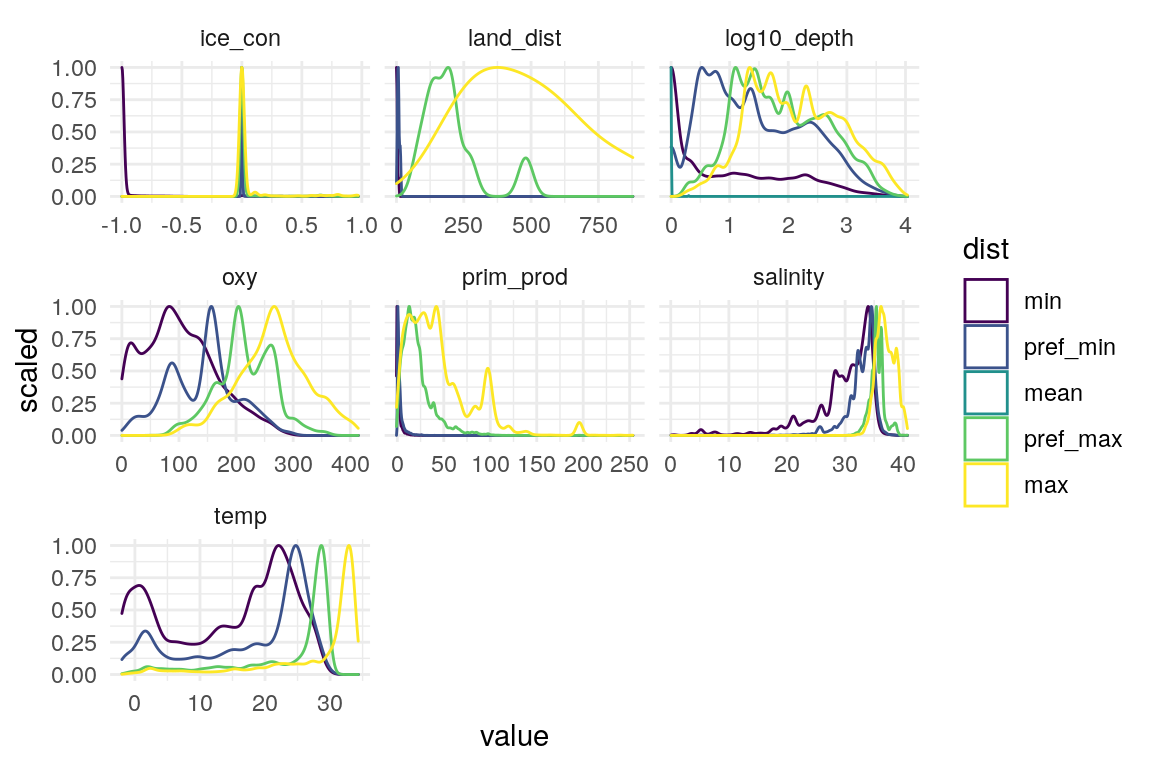 ice_con land_dist log10_depth
1.00
0.75
0.50
0.25
0.00
-1.0 -0.5 0.0 0.5 1.0 0 250 500 750 0 1 2 3 4
oxy prim_prod salinity
1.00
0.75
0.50
0.25
0.00
0 100 200 300 400 0 50 100 150 200 250 0 10 20 30 40
temp
1.00
0.75
0.50
0.25
0.00
0 10 20 30
value
scaled
dist
min
pref_min
mean
pref_max
max